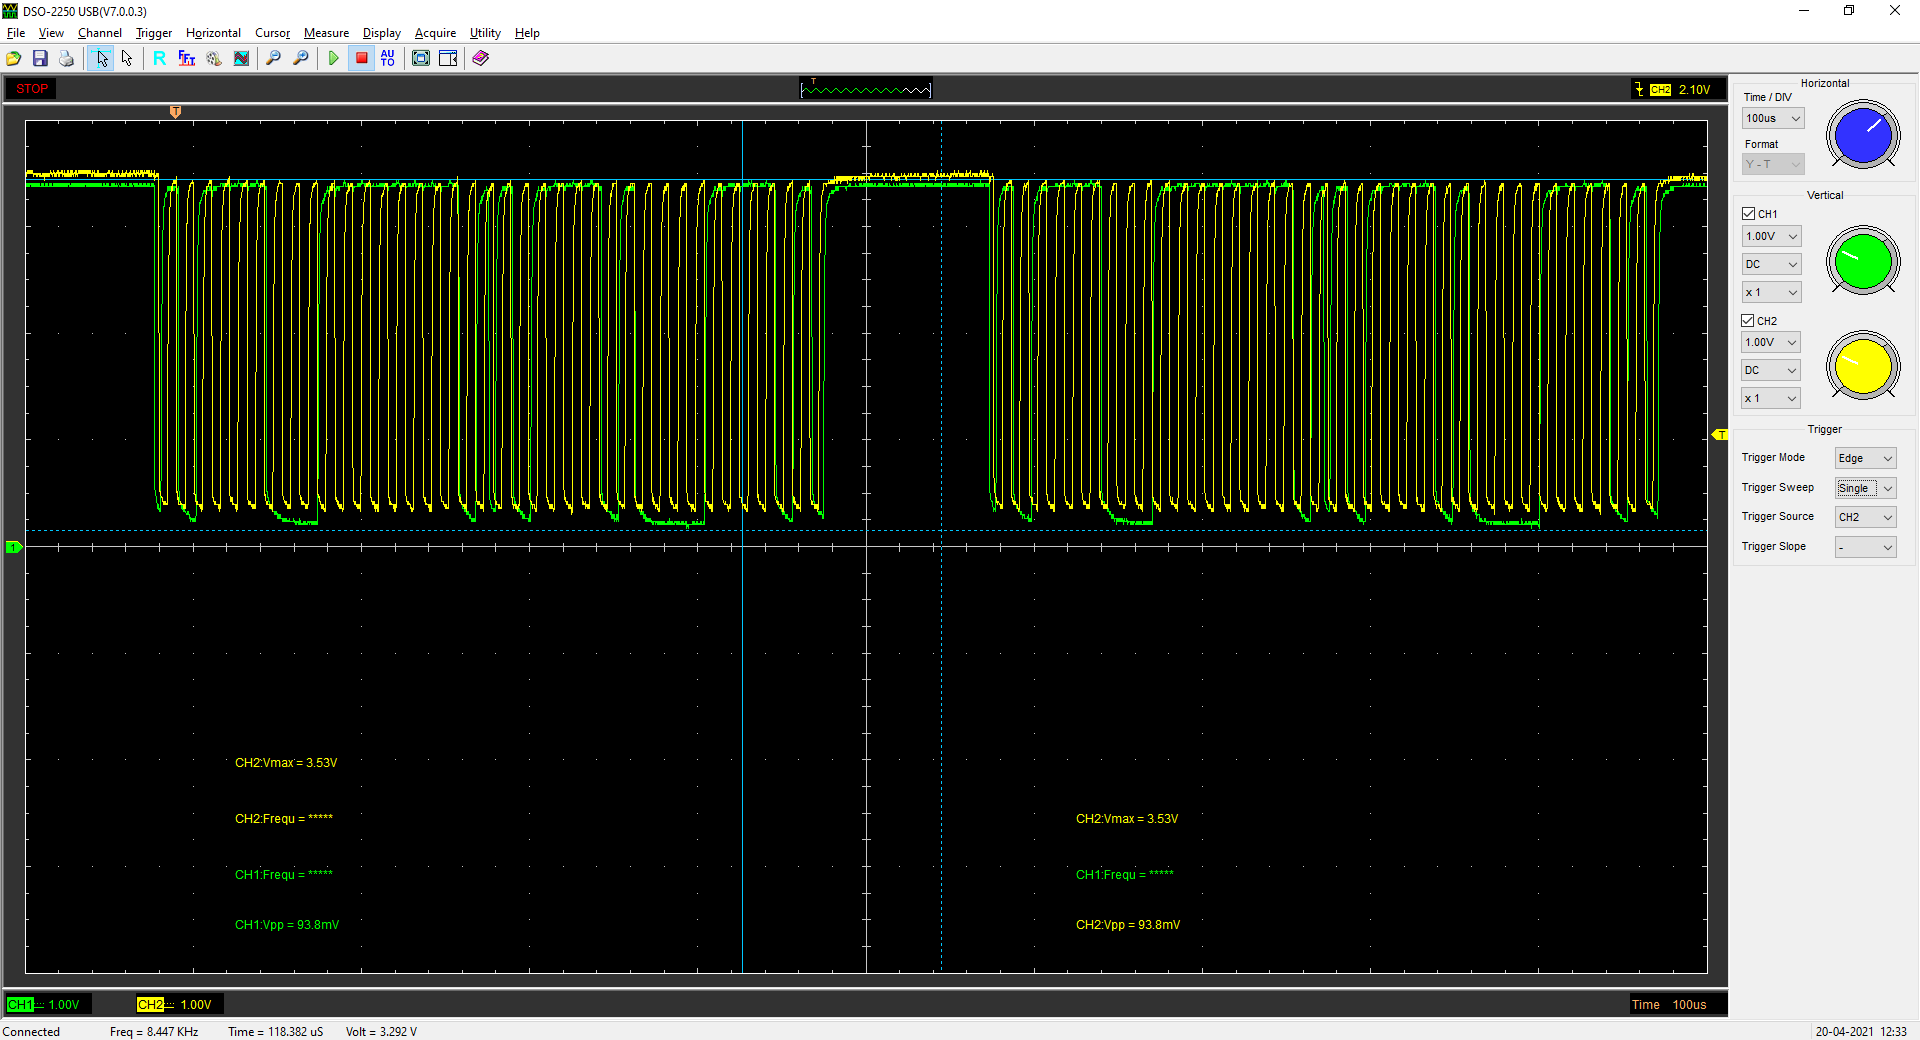 DSO-2250 USB(V7.0.0.3)
File View Channel Trigger Horizontal Cursor Measure Display Acquire Utility Help
R FFT AUTO
STOP
T
CH2 2.10V
T
Horizontal
Time / DIV
100us
Format
Y - T
Vertical
CH1
1.00V
DC
x 1
CH2
1.00V
DC
x 1
Trigger
T
Trigger Mode Edge
Trigger Sweep Single
Trigger Source CH2
Trigger Slope -
1
CH2:Vmax = 3.53V
CH2:Frequ = *****
CH2:Vmax = 3.53V
CH1:Frequ = *****
CH1:Frequ = *****
CH1:Vpp = 93.8mV
CH2:Vpp = 93.8mV
CH1 1.00V CH2 1.00V
Time 100us
Connected Freq = 8.447 KHz Time = 118.382 uS Volt = 3.292 V
20-04-2021 12:33